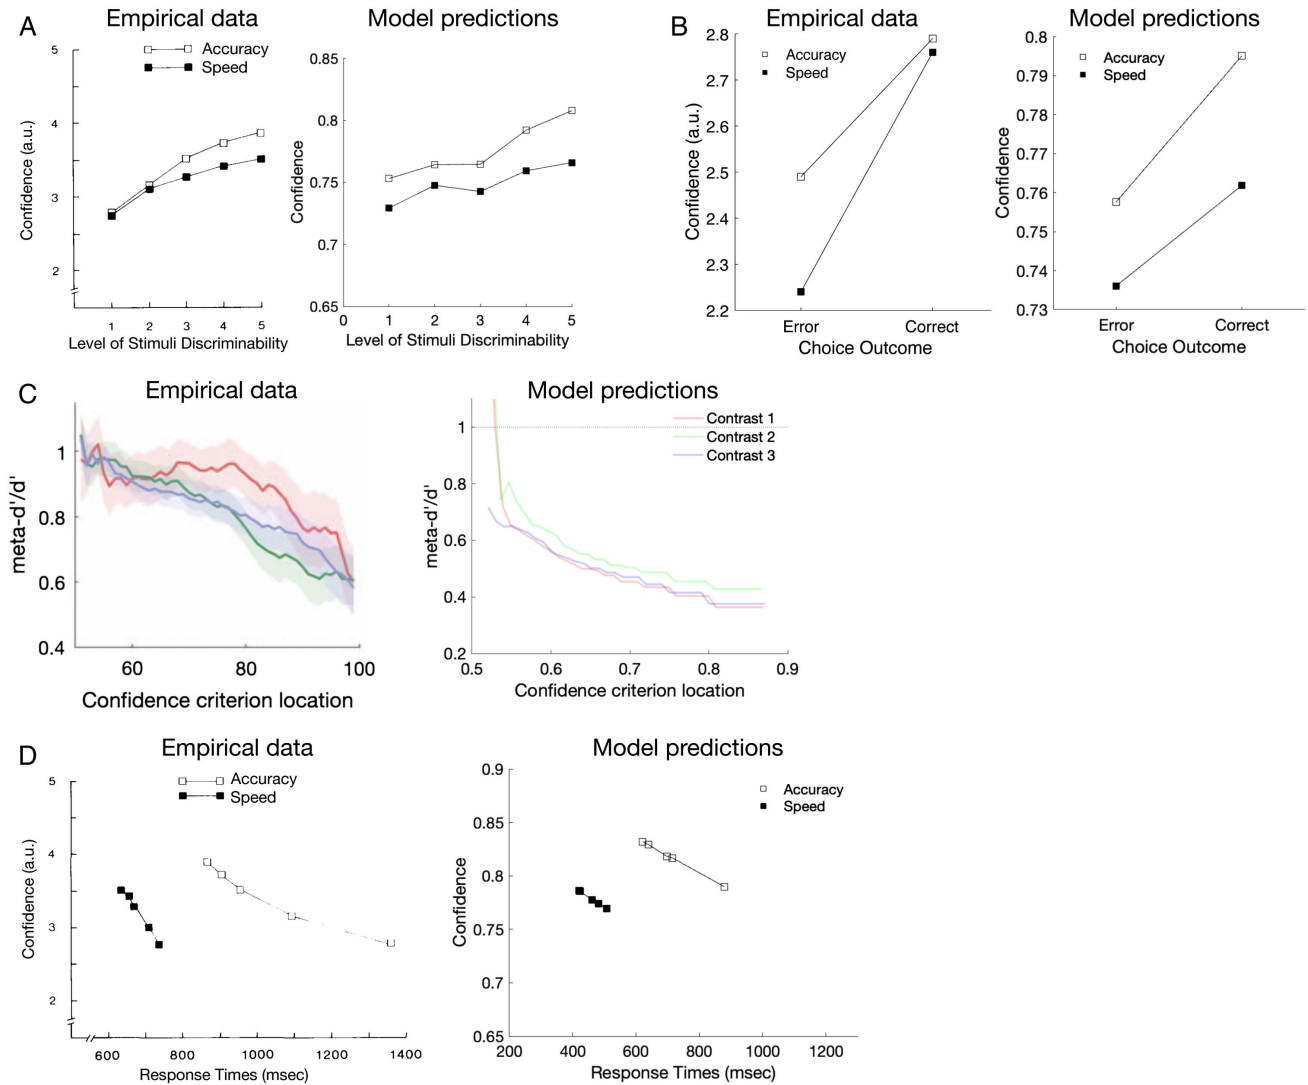 A
Empirical data
Accuracy
Speed
5
4
3
2
Confidence (a.u.)
1 2 3 4 5
Level of Stimuli Discriminability
Model predictions
0.85
0.8
0.75
0.7
0.65
Confidence
0 1 2 3 4 5
Level of Stimuli Discriminability
B
Empirical data
Accuracy
Speed
2.8
2.7
2.6
2.5
2.4
2.3
2.2
Confidence (a.u.)
Error Correct
Choice Outcome
Model predictions
Accuracy
Speed
0.8
0.79
0.78
0.77
0.76
0.75
0.74
0.73
Confidence
Error Correct
Choice Outcome
C
Empirical data
1
0.8
0.6
0.4
meta-d'/d'
60 80 100
Confidence criterion location
Model predictions
Contrast 1
Contrast 2
Contrast 3
1
0.8
0.6
0.4
0.2
meta-d'/d'
0.5 0.6 0.7 0.8 0.9
Confidence criterion location
D
Empirical data
Accuracy
Speed
5
4
3
2
Confidence (a.u.)
600 800 1000 1200 1400
Response Times (msec)
Model predictions
Accuracy
Speed
0.9
0.85
0.8
0.75
0.7
0.65
Confidence
200 400 600 800 1000 1200
Response Times (msec)